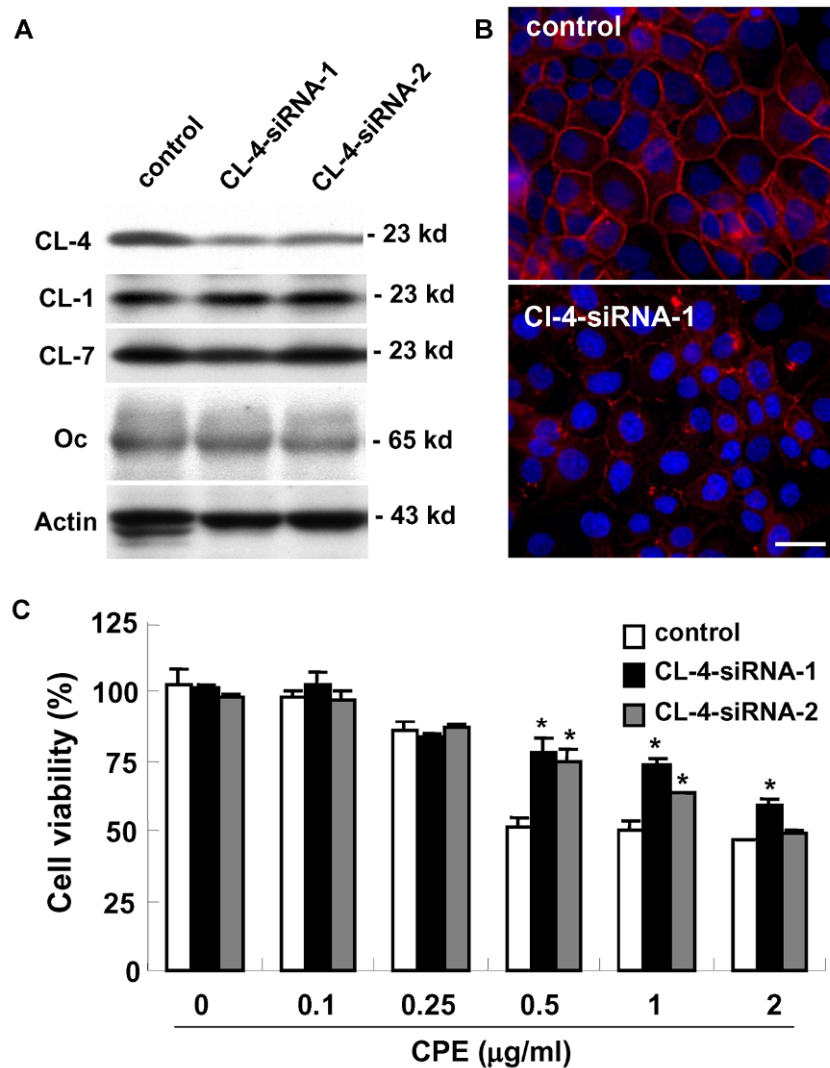 A
control
CL-4-siRNA-1
CL-4-siRNA-2
CL-4
- 23 kd
CL-1
- 23 kd
CL-7
- 23 kd
Oc
- 65 kd
Actin
- 43 kd
B
control
Cl-4-siRNA-1
C
Cell viability (%)
125
100
75
50
25
0
control
CL-4-siRNA-1
CL-4-siRNA-2
* *
* *
*
0 0.1 0.25 0.5 1 2
CPE (μg/ml)